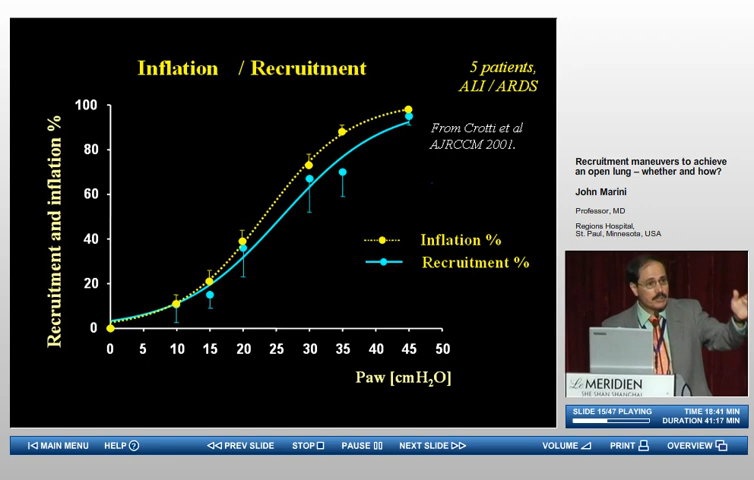 Inflation / Recruitment
5 patients,
ALI / ARDS
From Crotti et al
AJRCCM 2001.
Recruitment and inflation %
100
80
60
40
20
0
0 5 10 15 20 25 30 35 40 45 50
Paw [cmH2O]
Inflation %
Recruitment %
Recruitment maneuvers to achieve
an open lung – whether and how?
John Marini
Professor, MD
Regions Hospital,
St. Paul, Minnesota, USA
Le MERIDIEN
SHE SHAN SHANGHAI
SLIDE 15/47 PLAYING TIME 18:41 MIN
DURATION 41:17 MIN
MAIN MENU HELP ? PREV SLIDE STOP PAUSE NEXT SLIDE VOLUME PRINT OVERVIEW